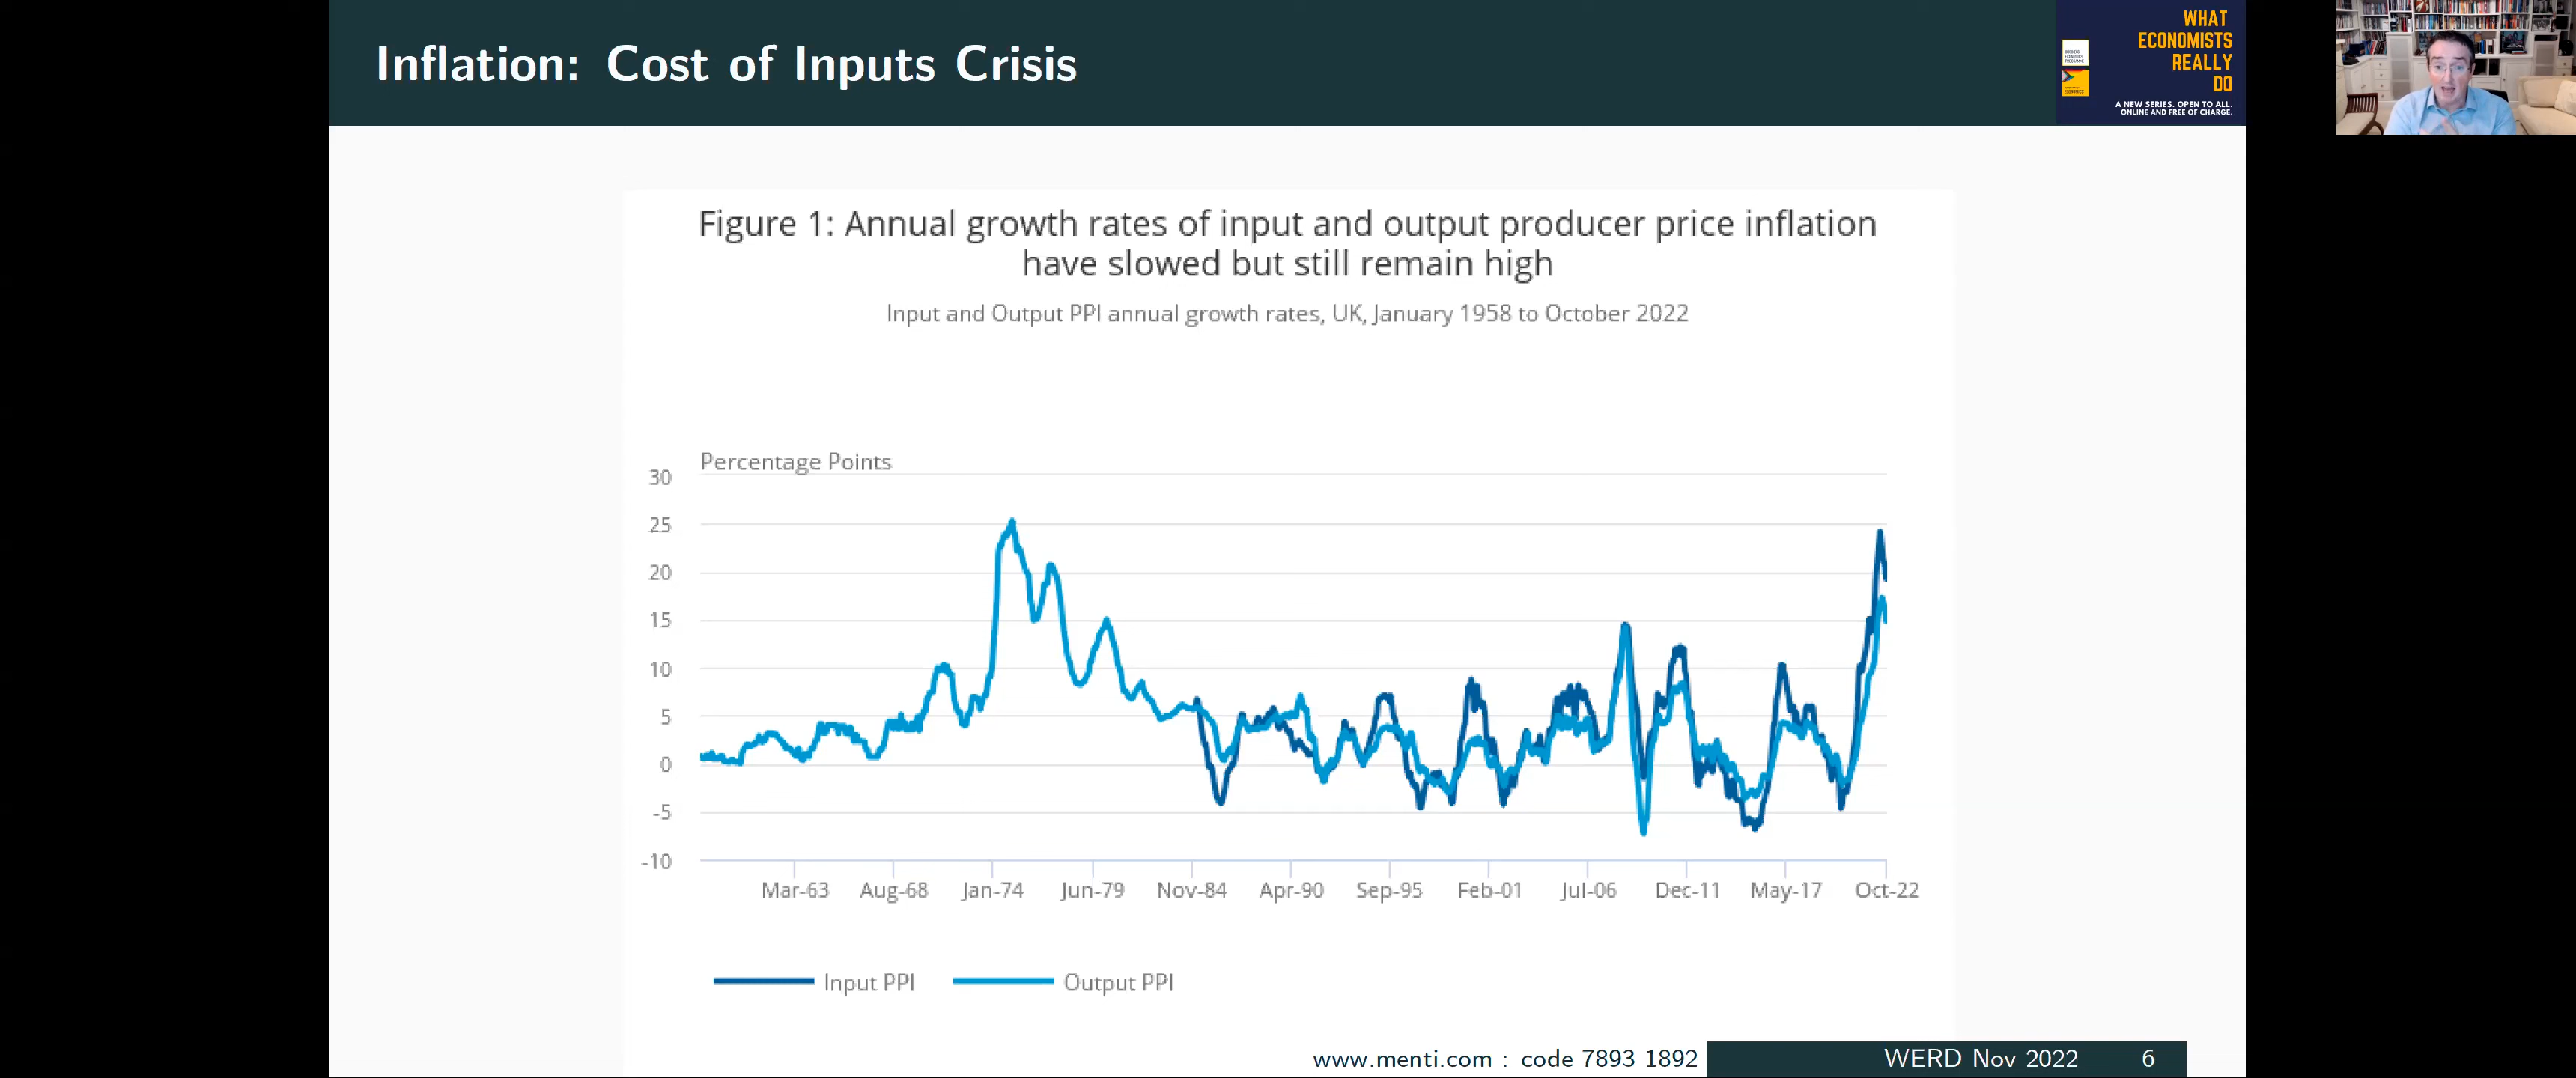 Inflation: Cost of Inputs Crisis
WHAT
ECONOMISTS
REALLY
DO
A NEW SERIES. OPEN TO ALL.
ONLINE AND FREE OF CHARGE.
Figure 1: Annual growth rates of input and output producer price inflation
have slowed but still remain high
Input and Output PPI annual growth rates, UK, January 1958 to October 2022
Percentage Points
30
25
20
15
10
5
0
-5
-10
Mar-63 Aug-68 Jan-74 Jun-79 Nov-84 Apr-90 Sep-95 Feb-01 Jul-06 Dec-11 May-17 Oct-22
Input PPI Output PPI
www.menti.com : code 7893 1892 WERD Nov 2022 6